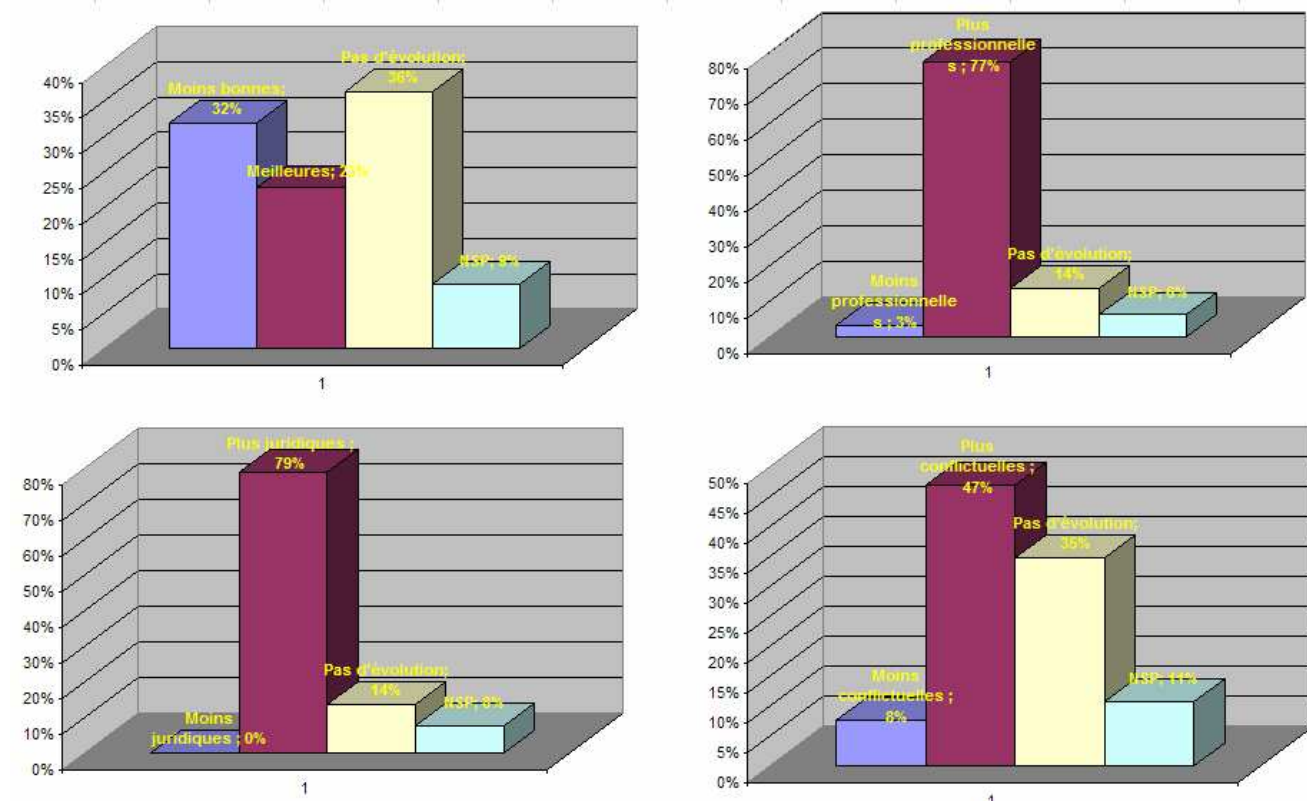 Moins bonnes;
32%
Meilleures; 23%
Pas d'évolution;
36%
NSP; 9%
40%
35%
30%
25%
20%
15%
10%
5%
0%
1
Plus
professionnelle
s ; 77%
Moins
professionnelle
s ; 3%
Pas d'évolution;
14%
NSP; 6%
80%
70%
60%
50%
40%
30%
20%
10%
0%
1
Plus juridiques ;
79%
Moins
juridiques ; 0%
Pas d'évolution;
14%
NSP; 8%
80%
70%
60%
50%
40%
30%
20%
10%
0%
1
Plus
conflictuelles ;
47%
Moins
conflictuelles ;
8%
Pas d'évolution;
35%
NSP; 11%
50%
45%
40%
35%
30%
25%
20%
15%
10%
5%
0%
1